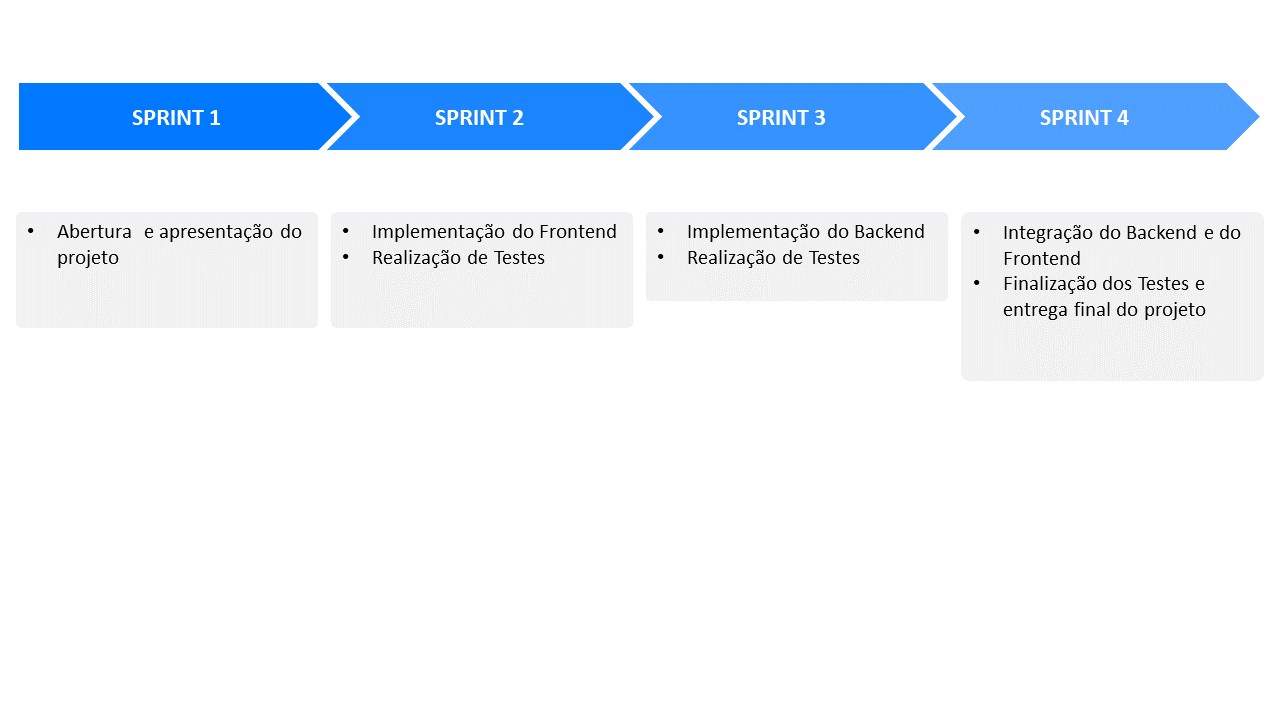 SPRINT 1
SPRINT 2
SPRINT 3
SPRINT 4
• Abertura e apresentação do
projeto
• Implementação do Frontend
• Realização de Testes
• Implementação do Backend
• Realização de Testes
• Integração do Backend e do
Frontend
• Finalização dos Testes e
entrega final do projeto